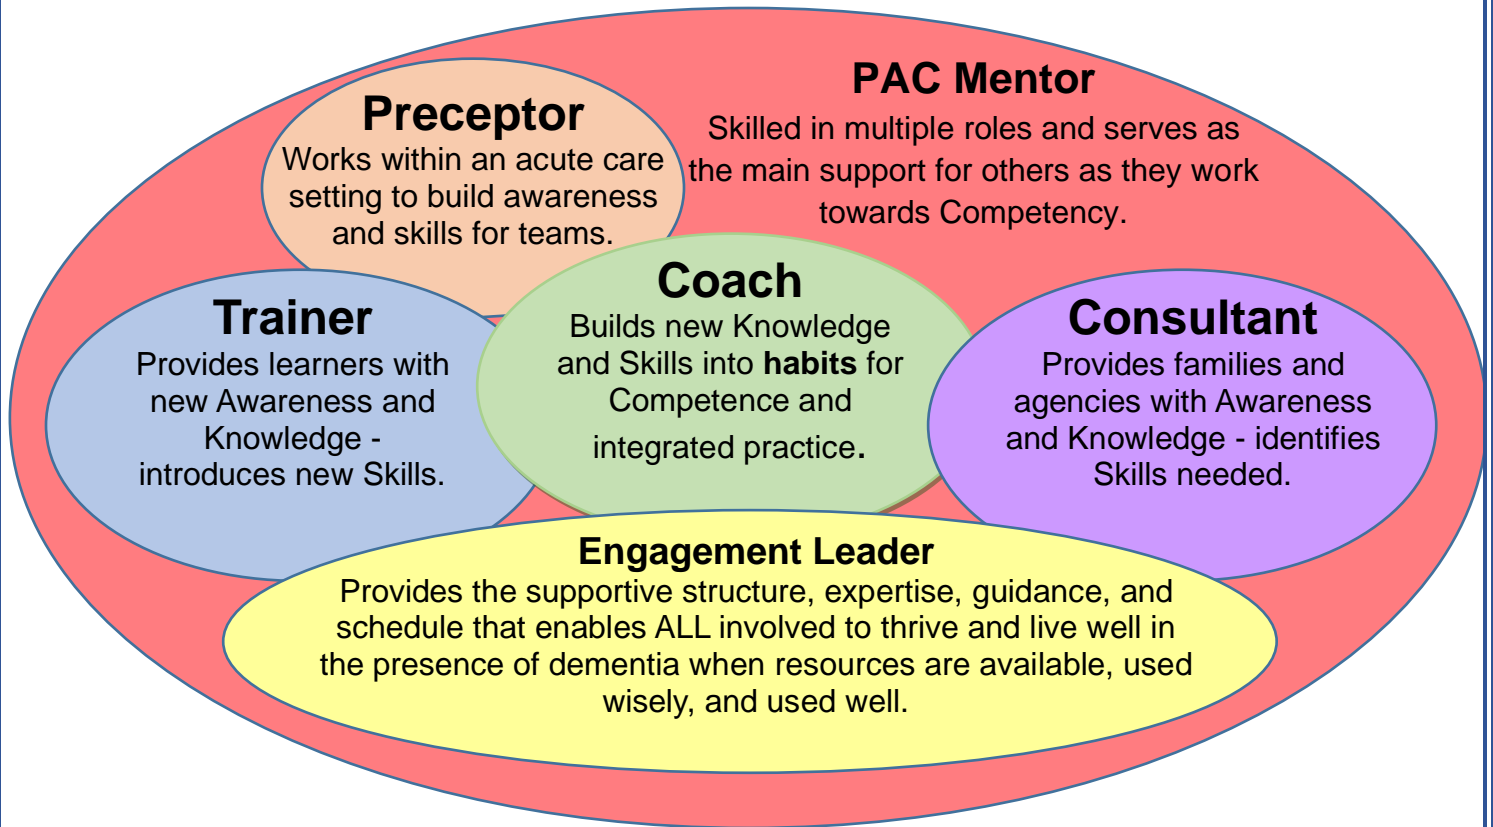 PAC Mentor
Skilled in multiple roles and serves as
the main support for others as they work
towards Competency.
Preceptor
Works within an acute care
setting to build awareness
and skills for teams.
Trainer
Provides learners with
new Awareness and
Knowledge -
introduces new Skills.
Coach
Builds new Knowledge
and Skills into habits for
Competence and
integrated practice.
Consultant
Provides families and
agencies with Awareness
and Knowledge - identifies
Skills needed.
Engagement Leader
Provides the supportive structure, expertise, guidance, and
schedule that enables ALL involved to thrive and live well in
the presence of dementia when resources are available, used
wisely, and used well.